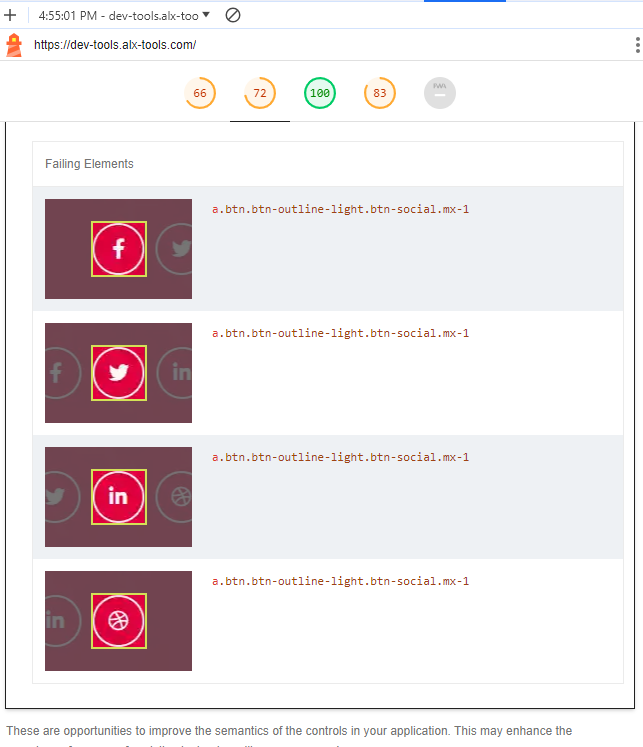 4:55:01 PM - dev-tools.alx-too
https://dev-tools.alx-tools.com/
66 72 100 83 PWA
Failing Elements
a.btn.btn-outline-light.btn-social.mx-1
a.btn.btn-outline-light.btn-social.mx-1
a.btn.btn-outline-light.btn-social.mx-1
a.btn.btn-outline-light.btn-social.mx-1
These are opportunities to improve the semantics of the controls in your application. This may enhance the